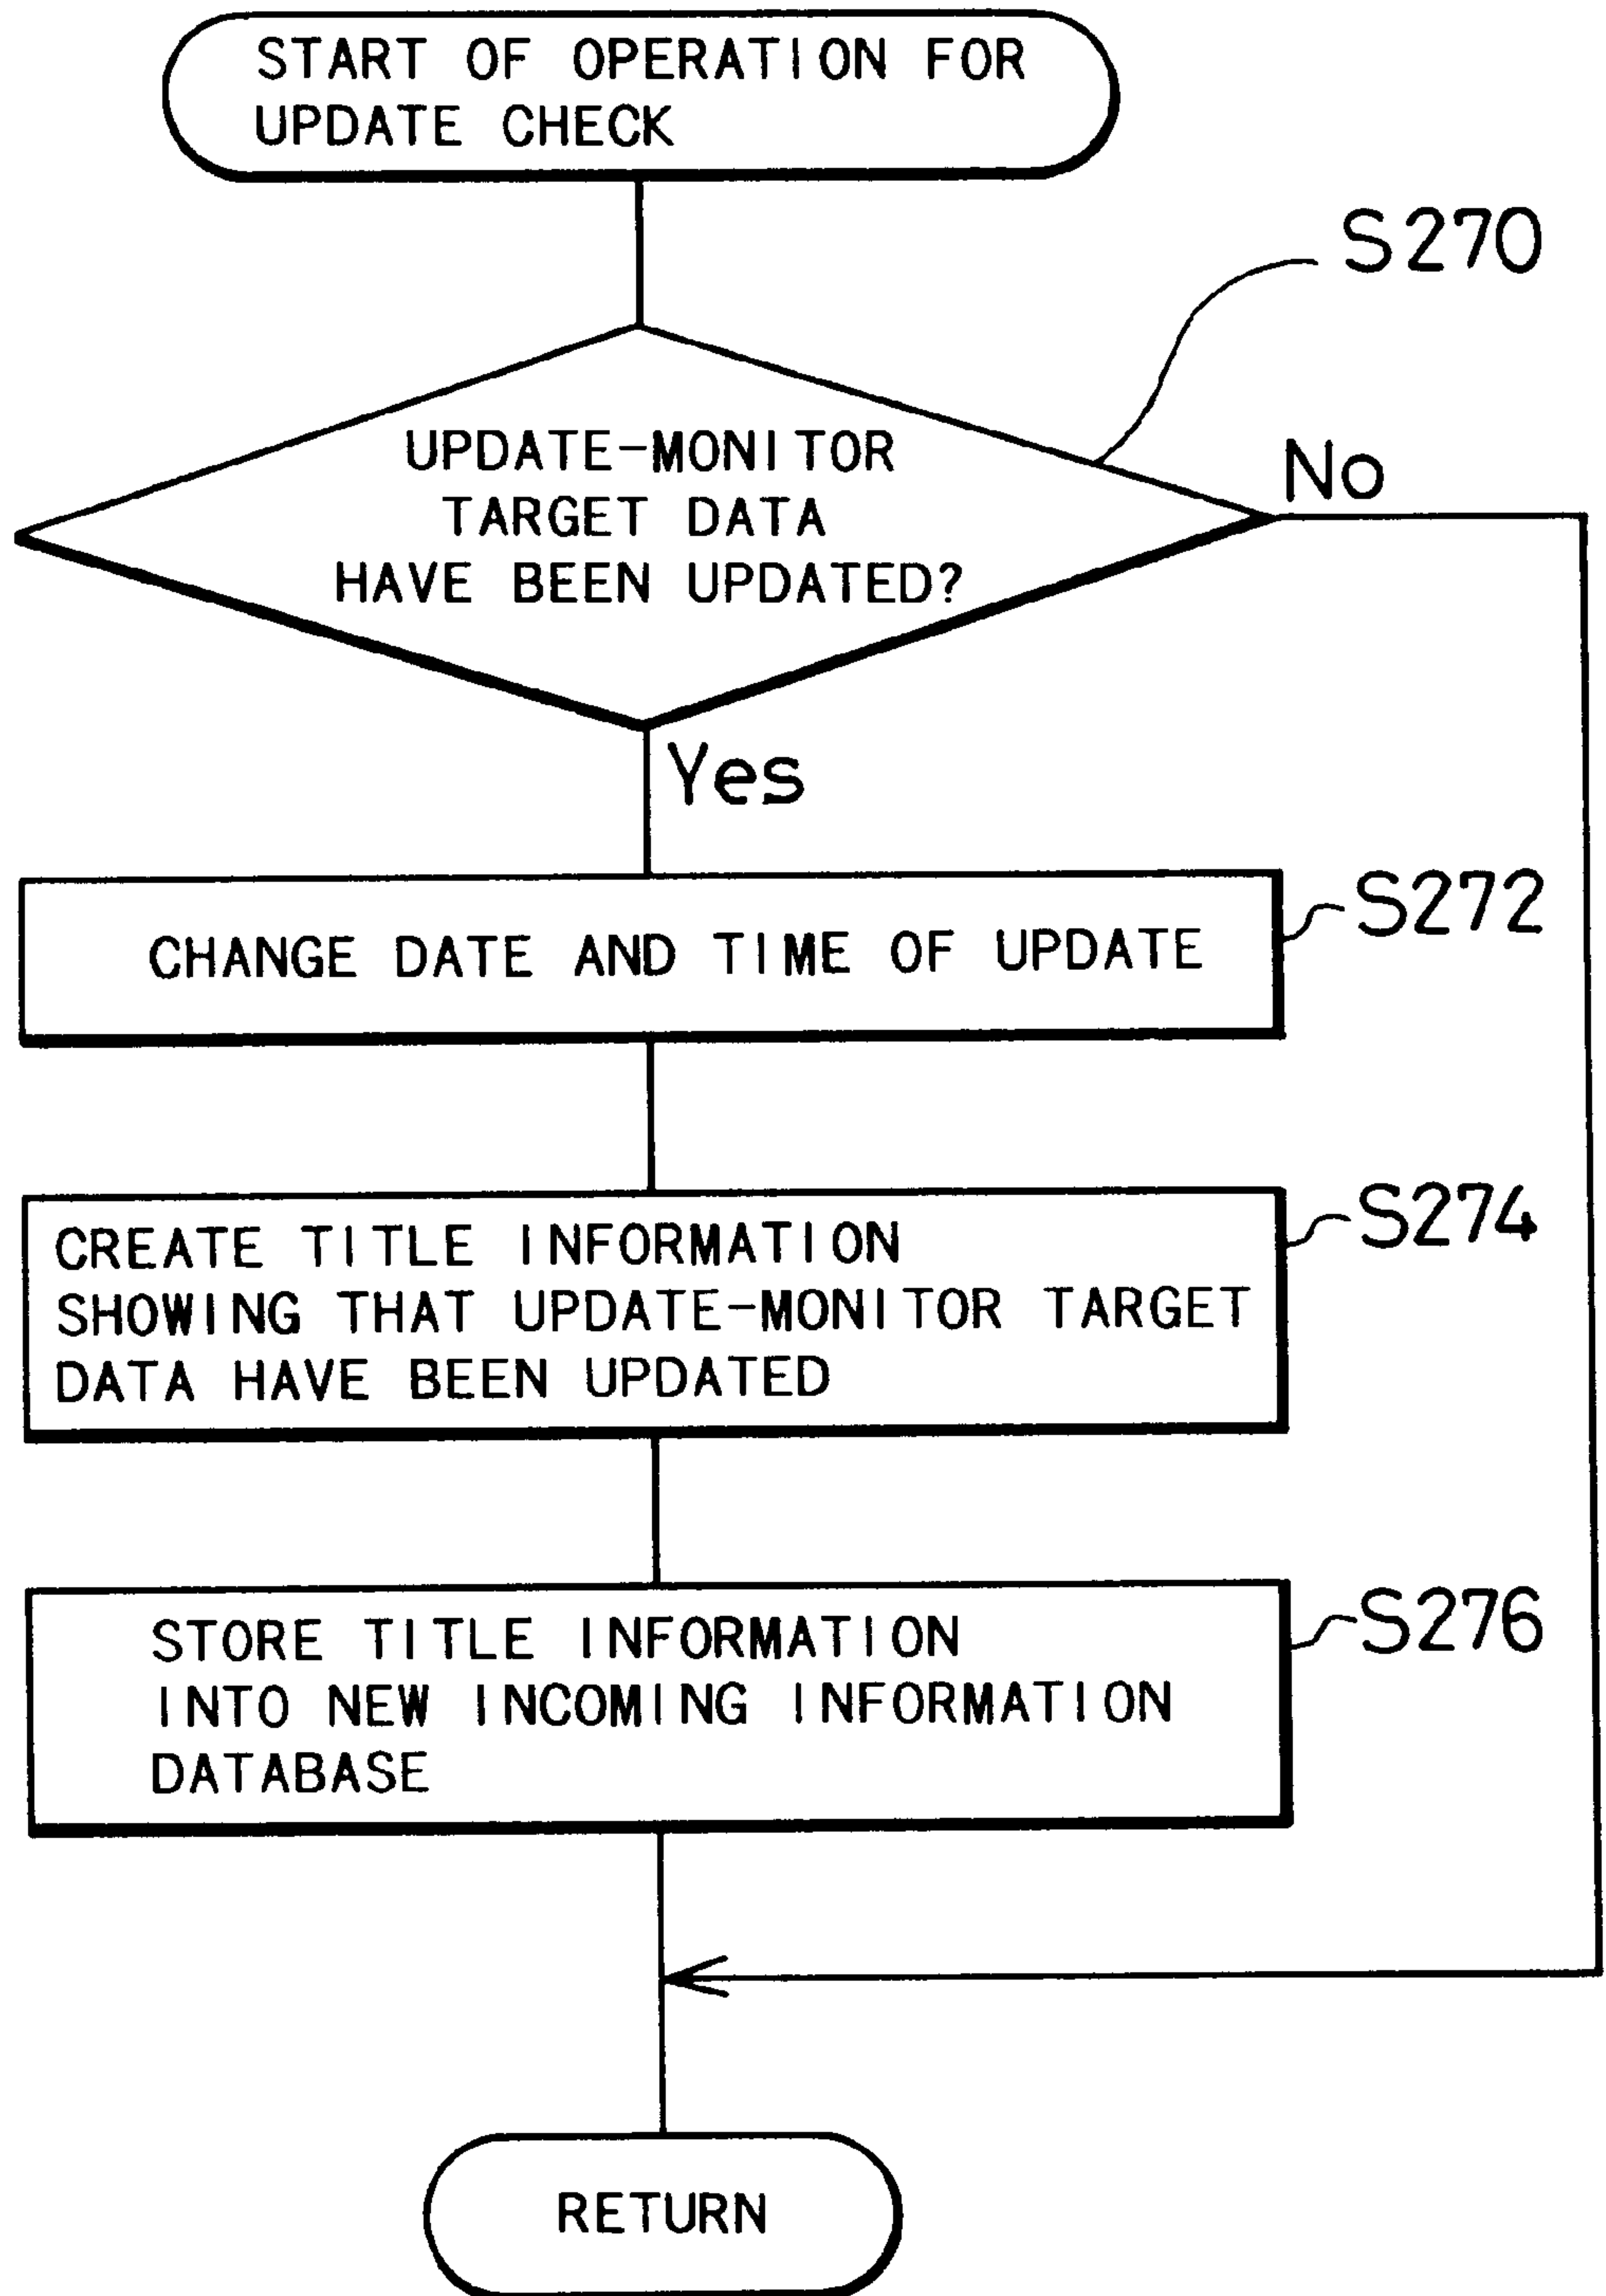 START OF OPERATION FOR
UPDATE CHECK
S270
UPDATE-MONITOR
TARGET DATA
HAVE BEEN UPDATED?
No
Yes
CHANGE DATE AND TIME OF UPDATE
S272
CREATE TITLE INFORMATION
SHOWING THAT UPDATE-MONITOR TARGET
DATA HAVE BEEN UPDATED
S274
STORE TITLE INFORMATION
INTO NEW INCOMING INFORMATION
DATABASE
S276
RETURN